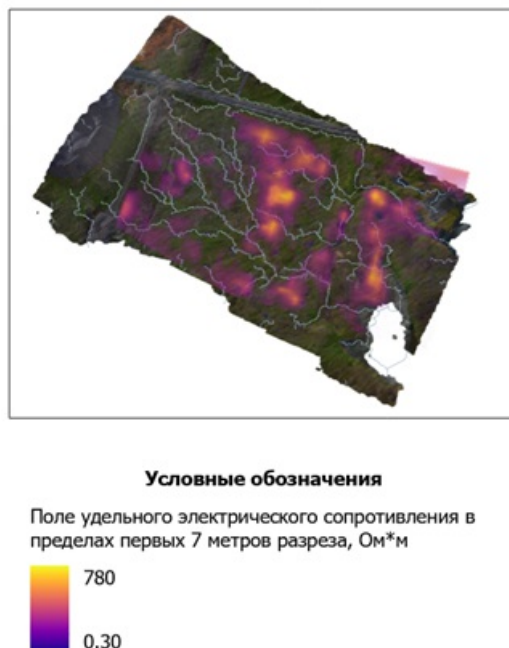 Условные обозначения
Поле удельного электрического сопротивления в
пределах первых 7 метров разреза, Ом*м
780
0.30